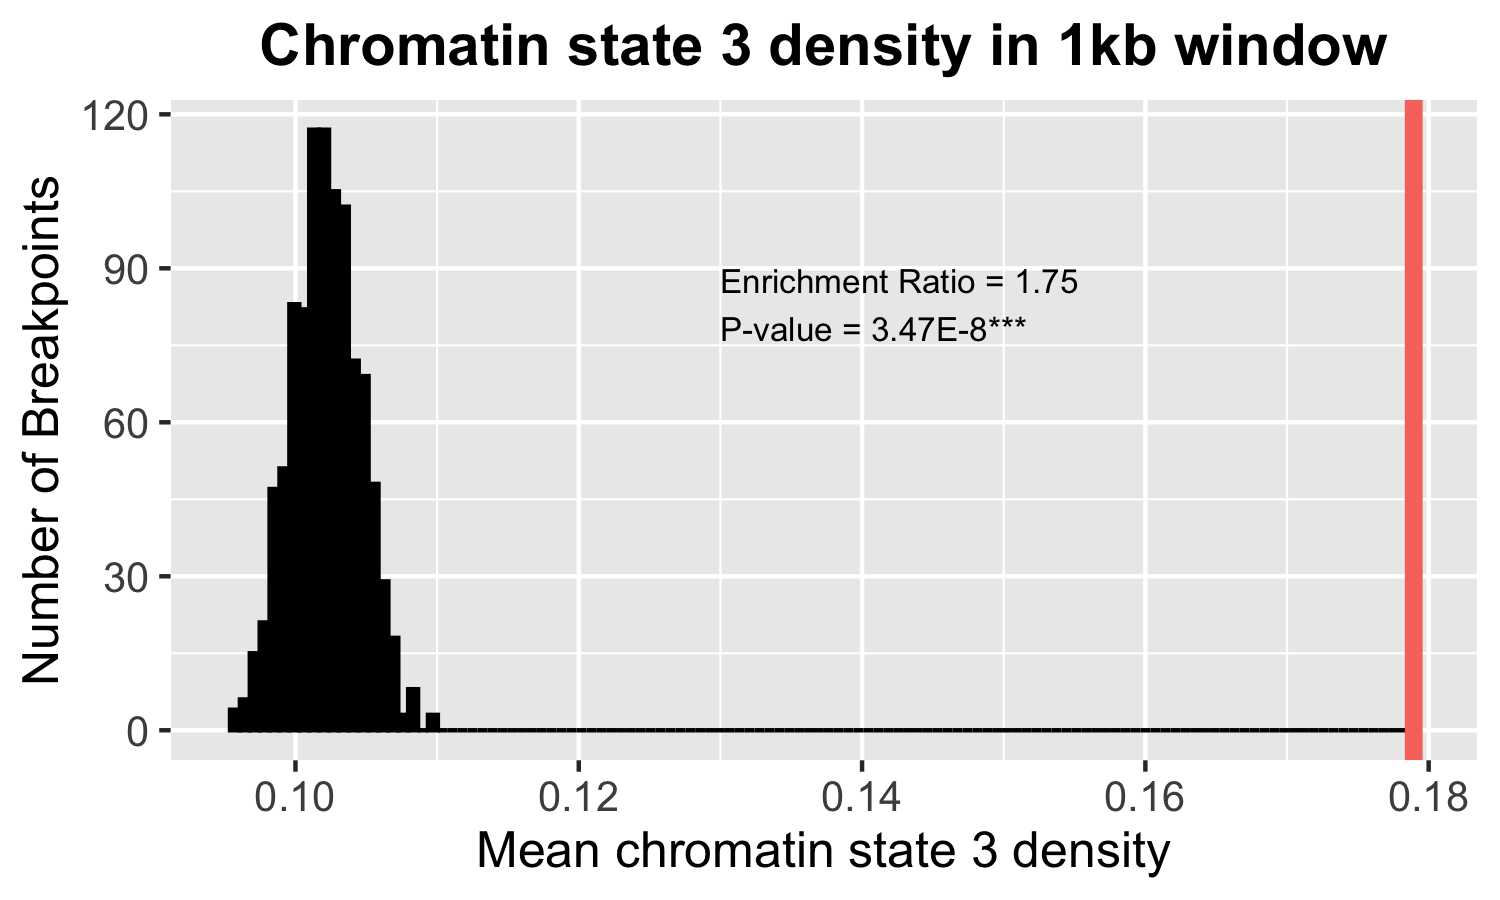 Chromatin state 3 density in 1kb window
Number of Breakpoints
120
90
60
30
0
Enrichment Ratio = 1.75
P-value = 3.47E-8***
0.10
0.12
0.14
0.16
0.18
Mean chromatin state 3 density